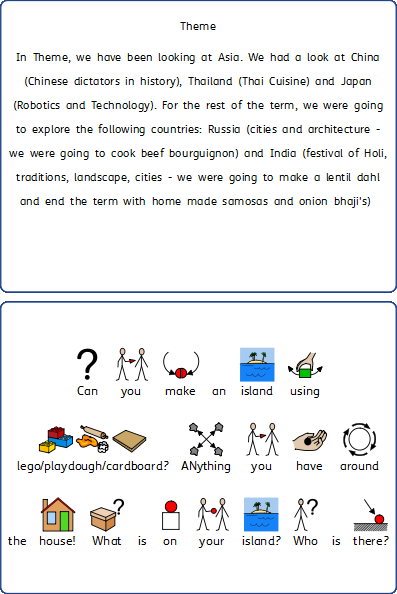 Theme
In Theme, we have been looking at Asia. We had a look at China
(Chinese dictators in history), Thailand (Thai Cuisine) and Japan
(Robotics and Technology). For the rest of the term, we were going
to explore the following countries: Russia (cities and architecture -
we were going to cook beef bourguignon) and India (festival of Holi,
traditions, landscape, cities - we were going to make a lentil dahl
and end the term with home made samosas and onion bhaji's)
? 
Can you make an island using
lego/playdough/cardboard? ANything you have around
? ?
the house! What is on your island? Who is there?